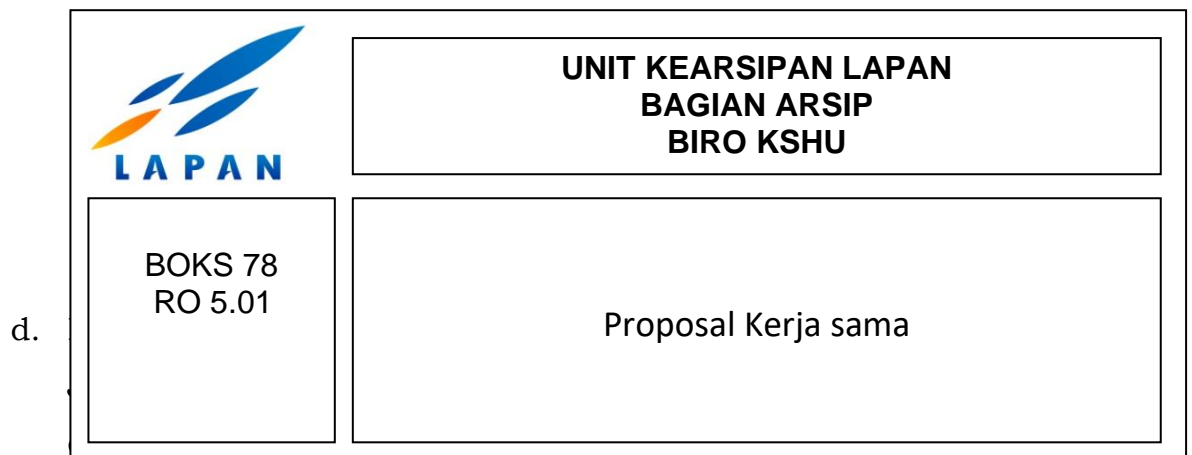 LAPAN
UNIT KEARSIPAN LAPAN
BAGIAN ARSIP
BIRO KSHU
BOKS 78
RO 5.01
d.
Proposal Kerja sama